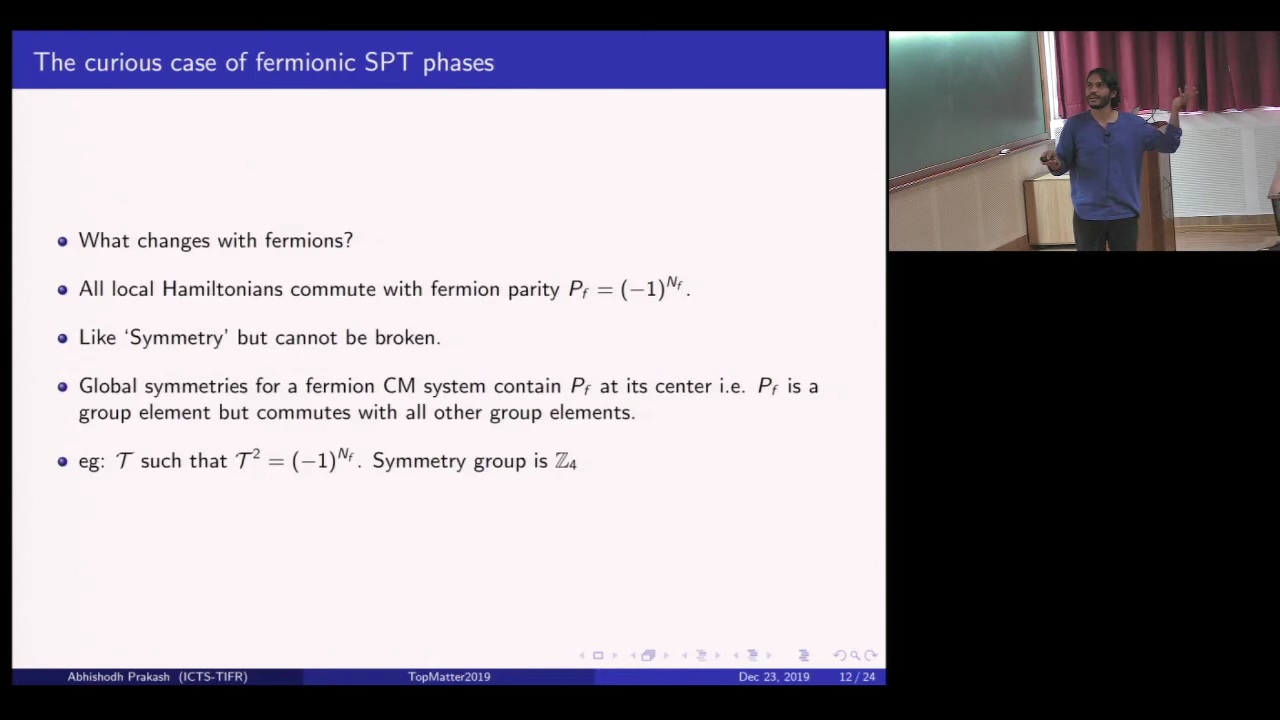 The curious case of fermionic SPT phases
What changes with fermions?
All local Hamiltonians commute with fermion parity P_f = (−1)^{N_f}.
Like ‘Symmetry’ but cannot be broken.
Global symmetries for a fermion CM system contain P_f at its center i.e. P_f is a
group element but commutes with all other group elements.
eg: 𝒯 such that 𝒯² = (−1)^{N_f}. Symmetry group is ℤ₄
Abhishodh Prakash (ICTS-TIFR) TopMatter2019 Dec 23, 2019 12 / 24